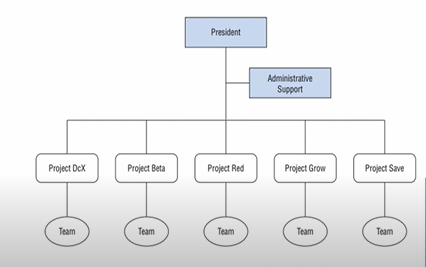 President
Administrative
Support
Project DcX
Project Beta
Project Red
Project Grow
Project Save
Team
Team
Team
Team
Team